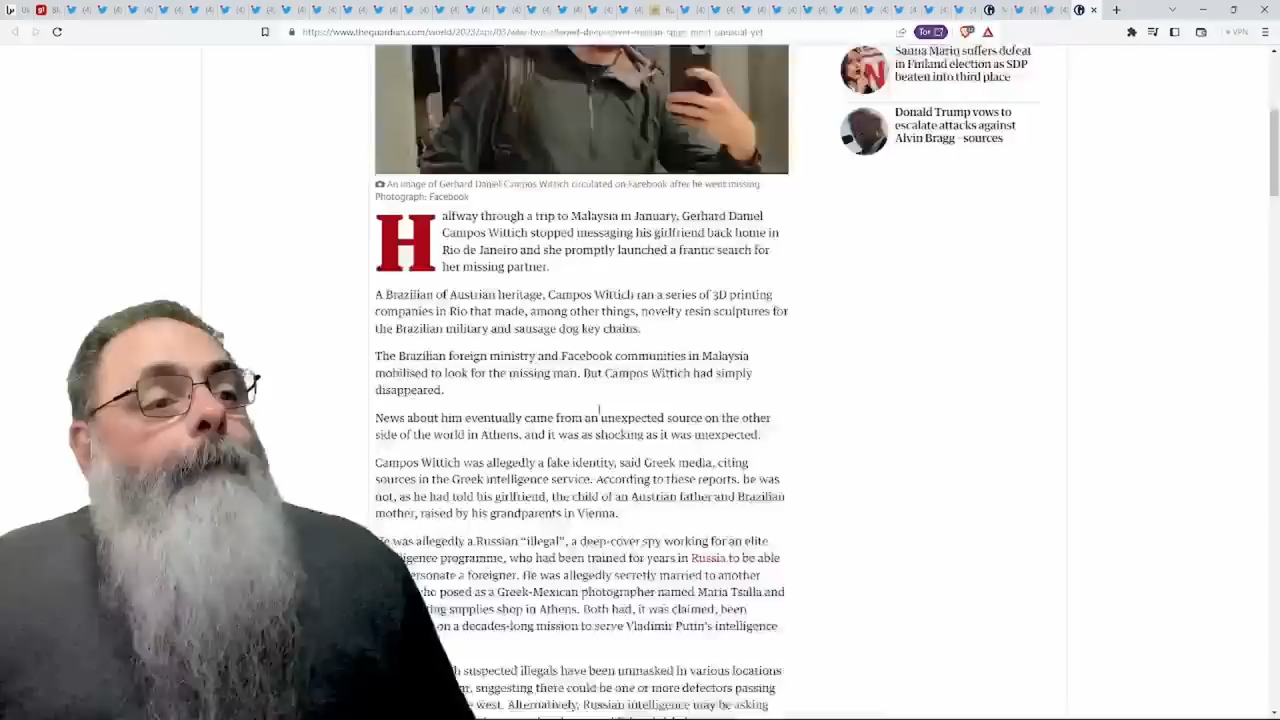 https://www.theguardian.com/world/2023/apr/03/
Tor
VPN
Sanna Marin suffers defeat
in Finland election as SDP
beaten into third place
Donald Trump vows to
escalate attacks against
Alvin Bragg – sources
An image of Gerhard Daniel Campos Wittich circulated on Facebook after he went missing.
Photograph: Facebook
Halfway through a trip to Malaysia in January, Gerhard Daniel
Campos Wittich stopped messaging his girlfriend back home in
Rio de Janeiro and she promptly launched a frantic search for
her missing partner.
A Brazilian of Austrian heritage, Campos Wittich ran a series of 3D printing
companies in Rio that made, among other things, novelty resin sculptures for
the Brazilian military and sausage dog key chains.
The Brazilian foreign ministry and Facebook communities in Malaysia
mobilised to look for the missing man. But Campos Wittich had simply
disappeared.
News about him eventually came from an unexpected source on the other
side of the world in Athens, and it was as shocking as it was unexpected.
Campos Wittich was allegedly a fake identity, said Greek media, citing
sources in the Greek intelligence service. According to these reports, he was
not, as he had told his girlfriend, the child of an Austrian father and Brazilian
mother, raised by his grandparents in Vienna.
He was allegedly a Russian “illegal”, a deep-cover spy working for an elite
programme, who had been trained for years in Russia to be able
a foreigner. He was allegedly secretly married to another
who posed as a Greek-Mexican photographer named Maria Tsalla and
supplies shop in Athens. Both had, it was claimed, been
on a decades-long mission to serve Vladimir Putin's intelligence
suspected illegals have been unmasked in various locations
suggesting there could be one or more defectors passing
west. Alternatively, Russian intelligence may be asking